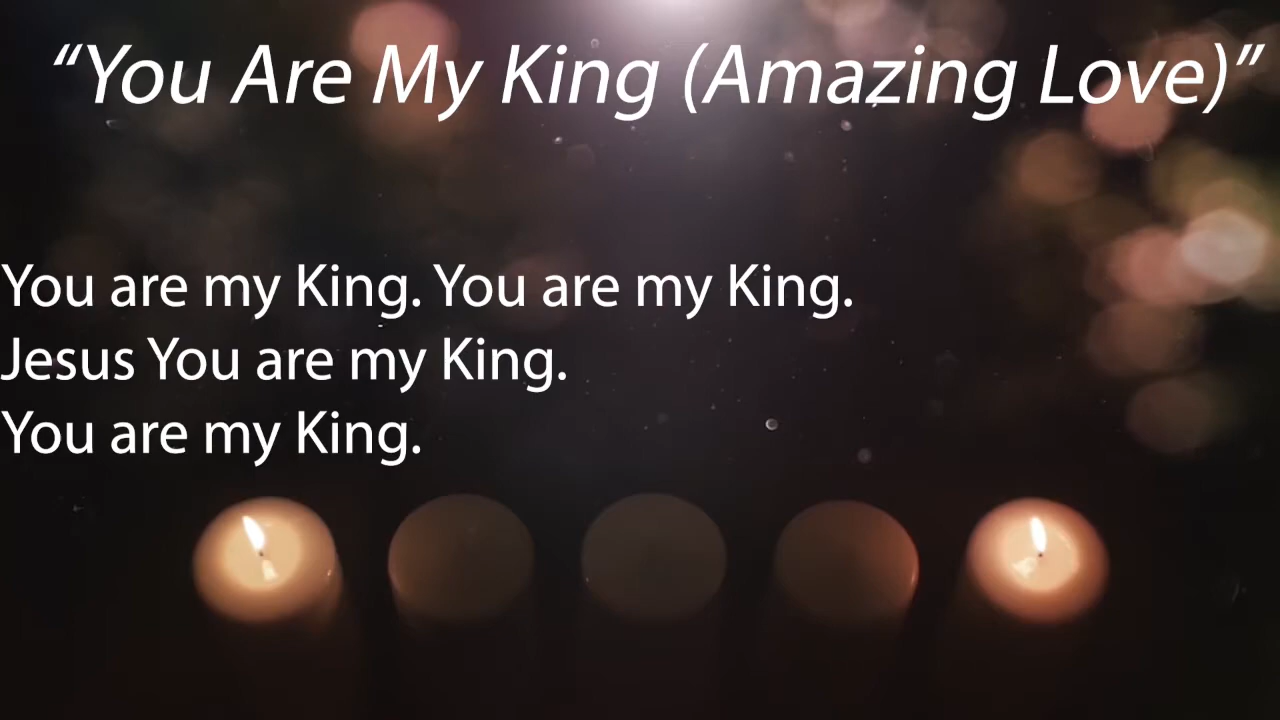 “You Are My King (Amazing Love)”
You are my King. You are my King.
Jesus You are my King.
You are my King.